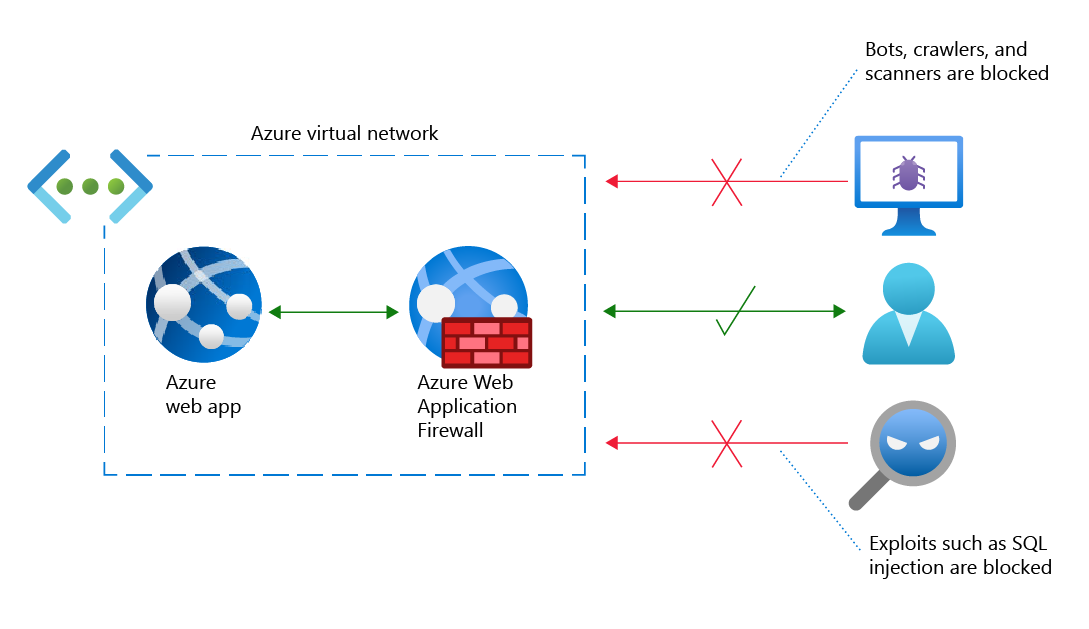 Bots, crawlers, and
scanners are blocked
Azure virtual network
Azure
web app
Azure Web
Application
Firewall
Exploits such as SQL
injection are blocked